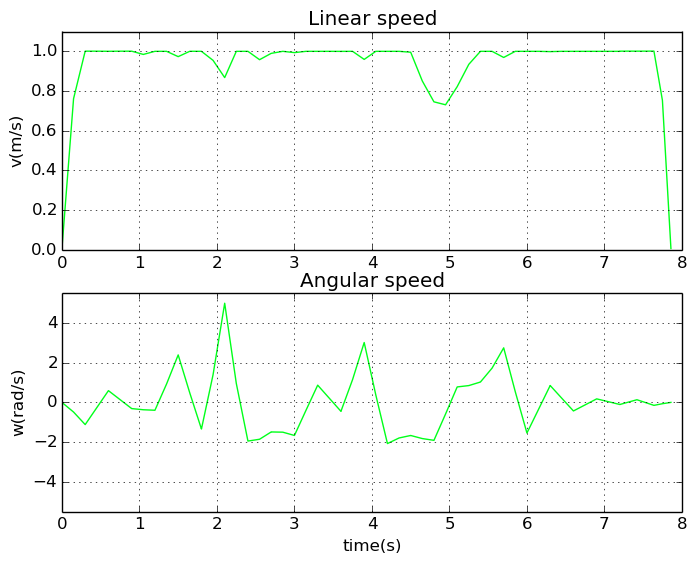 Linear speed
1.0
0.8
0.6
0.4
0.2
0.0
v(m/s)
0 1 2 3 4 5 6 7 8
Angular speed
4
2
0
−2
−4
w(rad/s)
0 1 2 3 4 5 6 7 8
time(s)